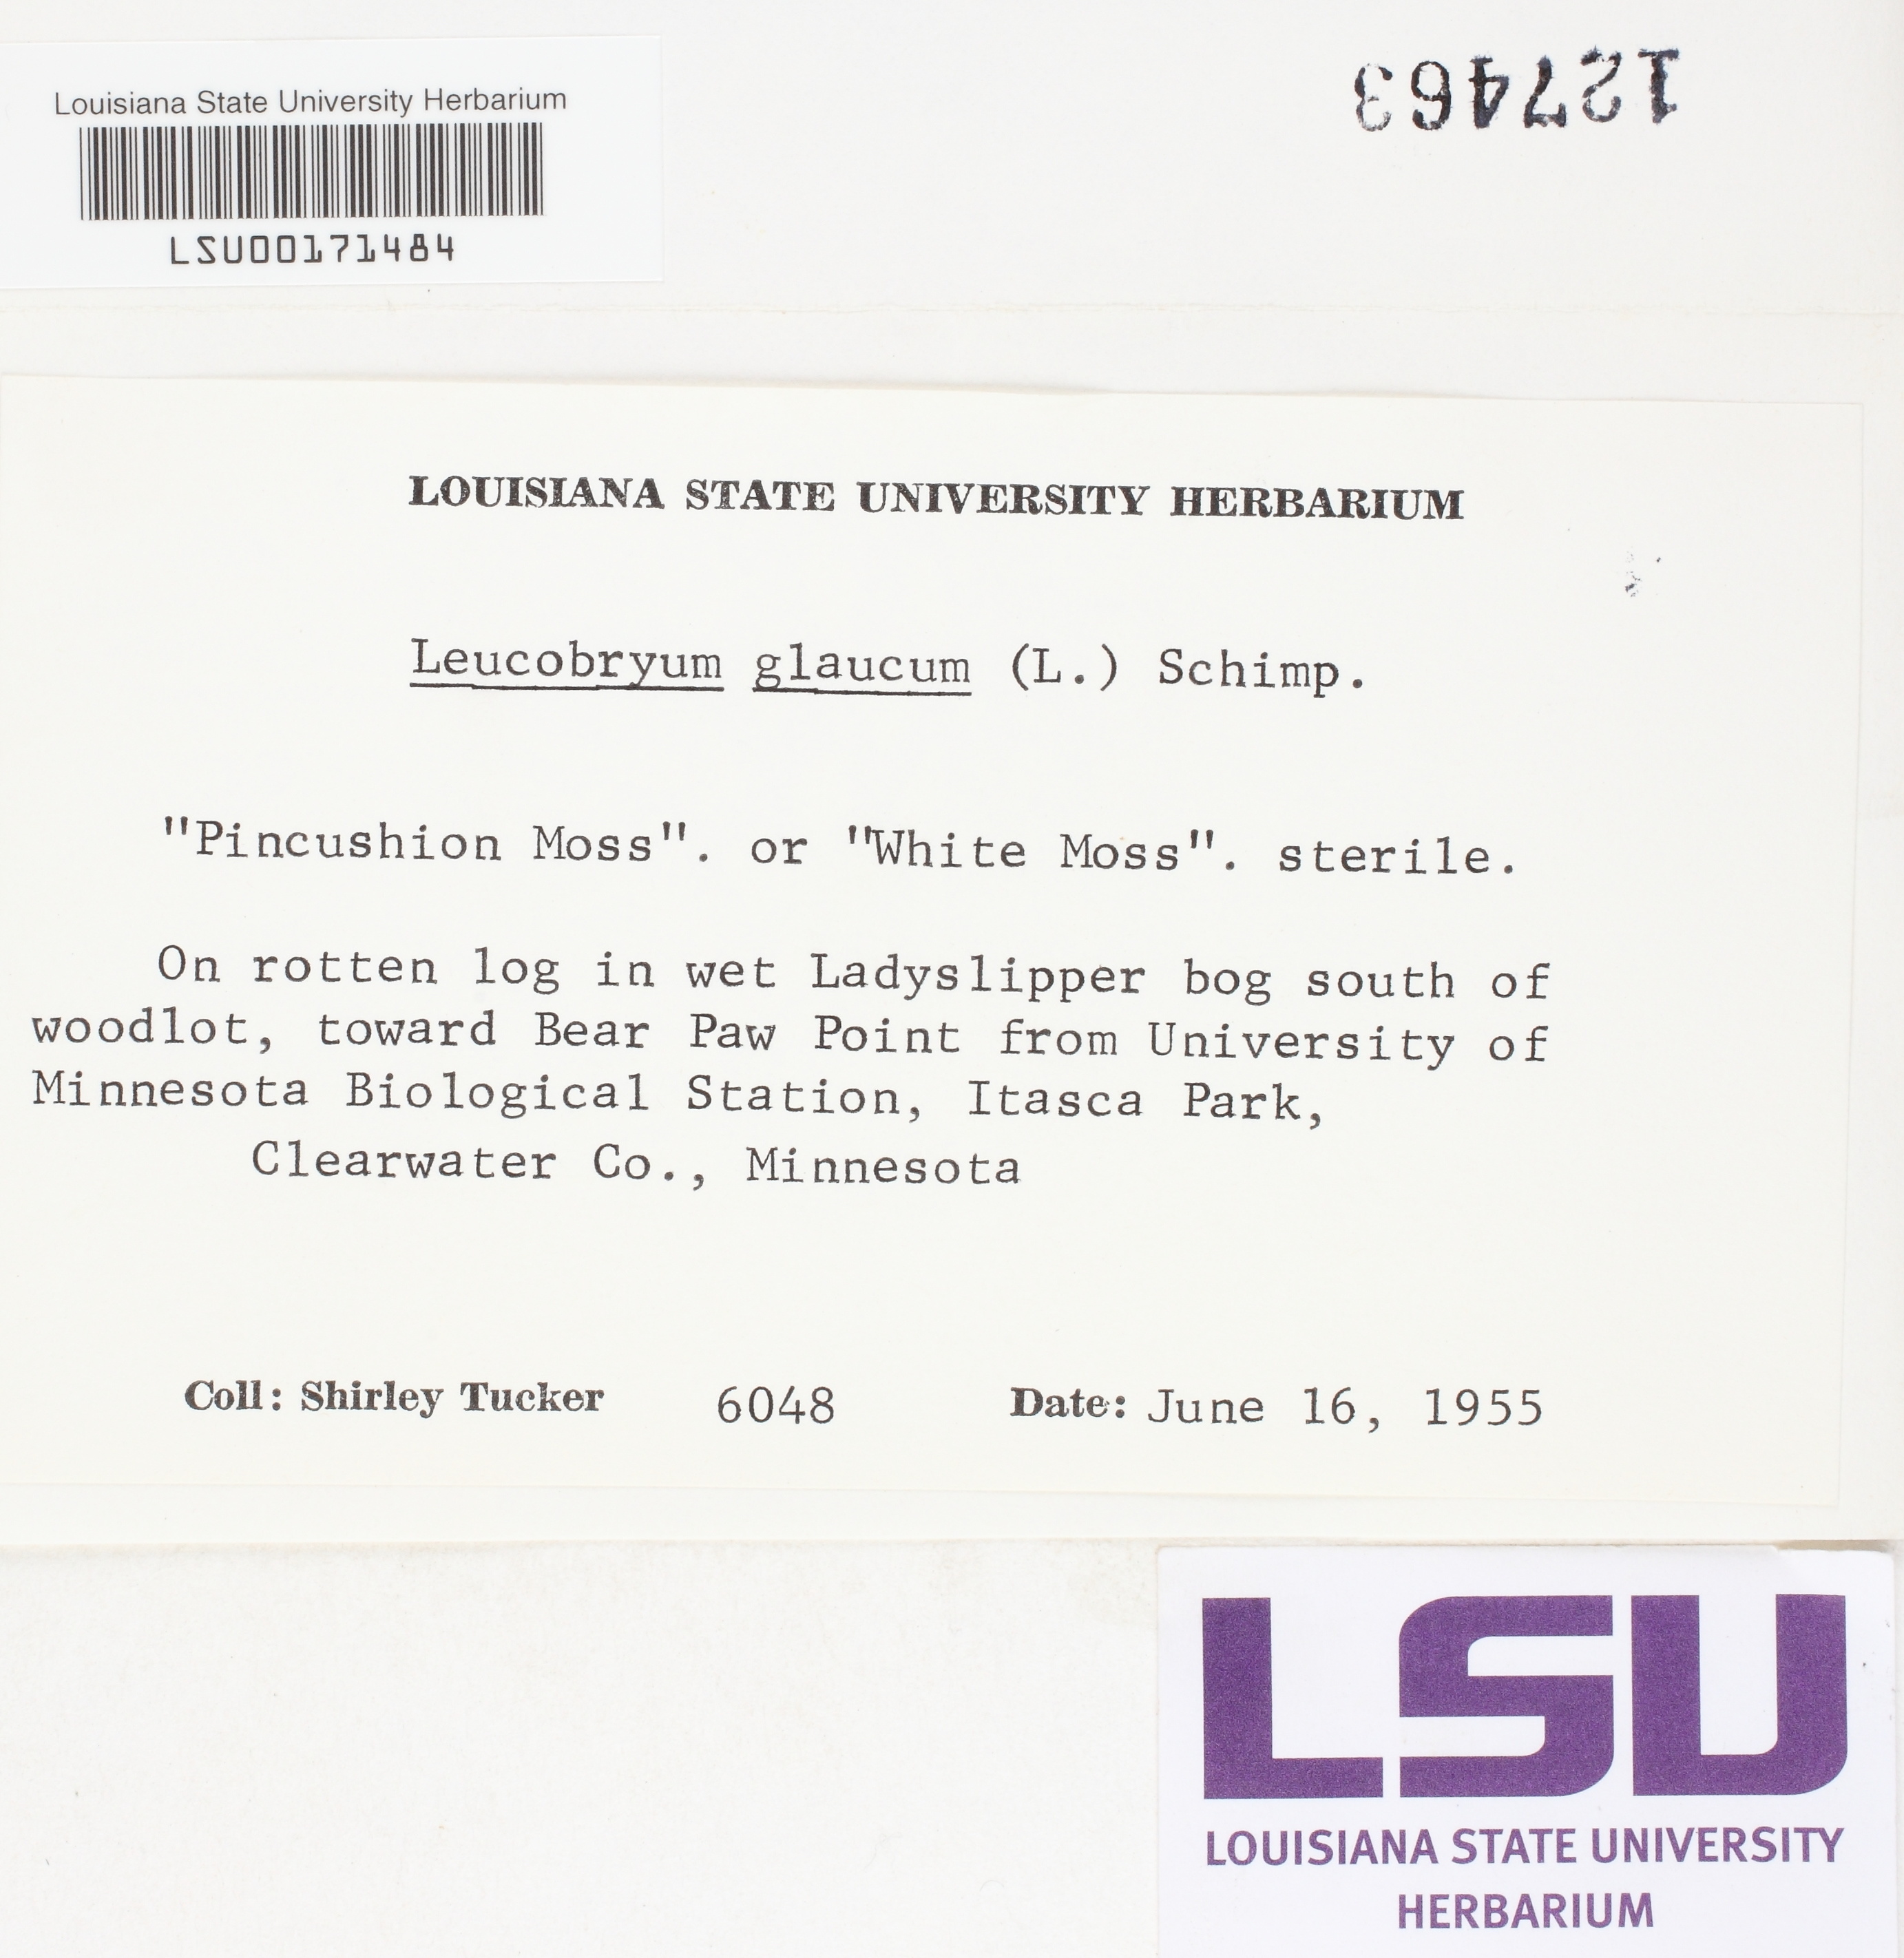 Louisiana State University Herbarium
LSU00171484
127463
LOUISIANA STATE UNIVERSITY HERBARIUM
Leucobryum glaucum (L.) Schimp.
"Pincushion Moss". or "White Moss". sterile.
On rotten log in wet Ladyslipper bog south of
woodlot, toward Bear Paw Point from University of
Minnesota Biological Station, Itasca Park,
Clearwater Co., Minnesota
Coll: Shirley Tucker 6048 Date: June 16, 1955
LSU
LOUISIANA STATE UNIVERSITY
HERBARIUM